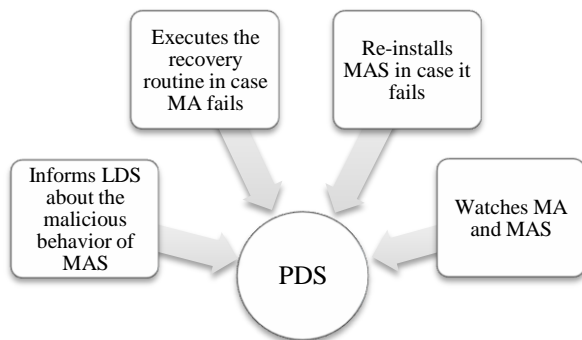 Executes the
recovery
routine in case
MA fails
Re-installs
MAS in case it
fails
Informs LDS
about the
malicious
behavior of
MAS
Watches MA
and MAS
PDS